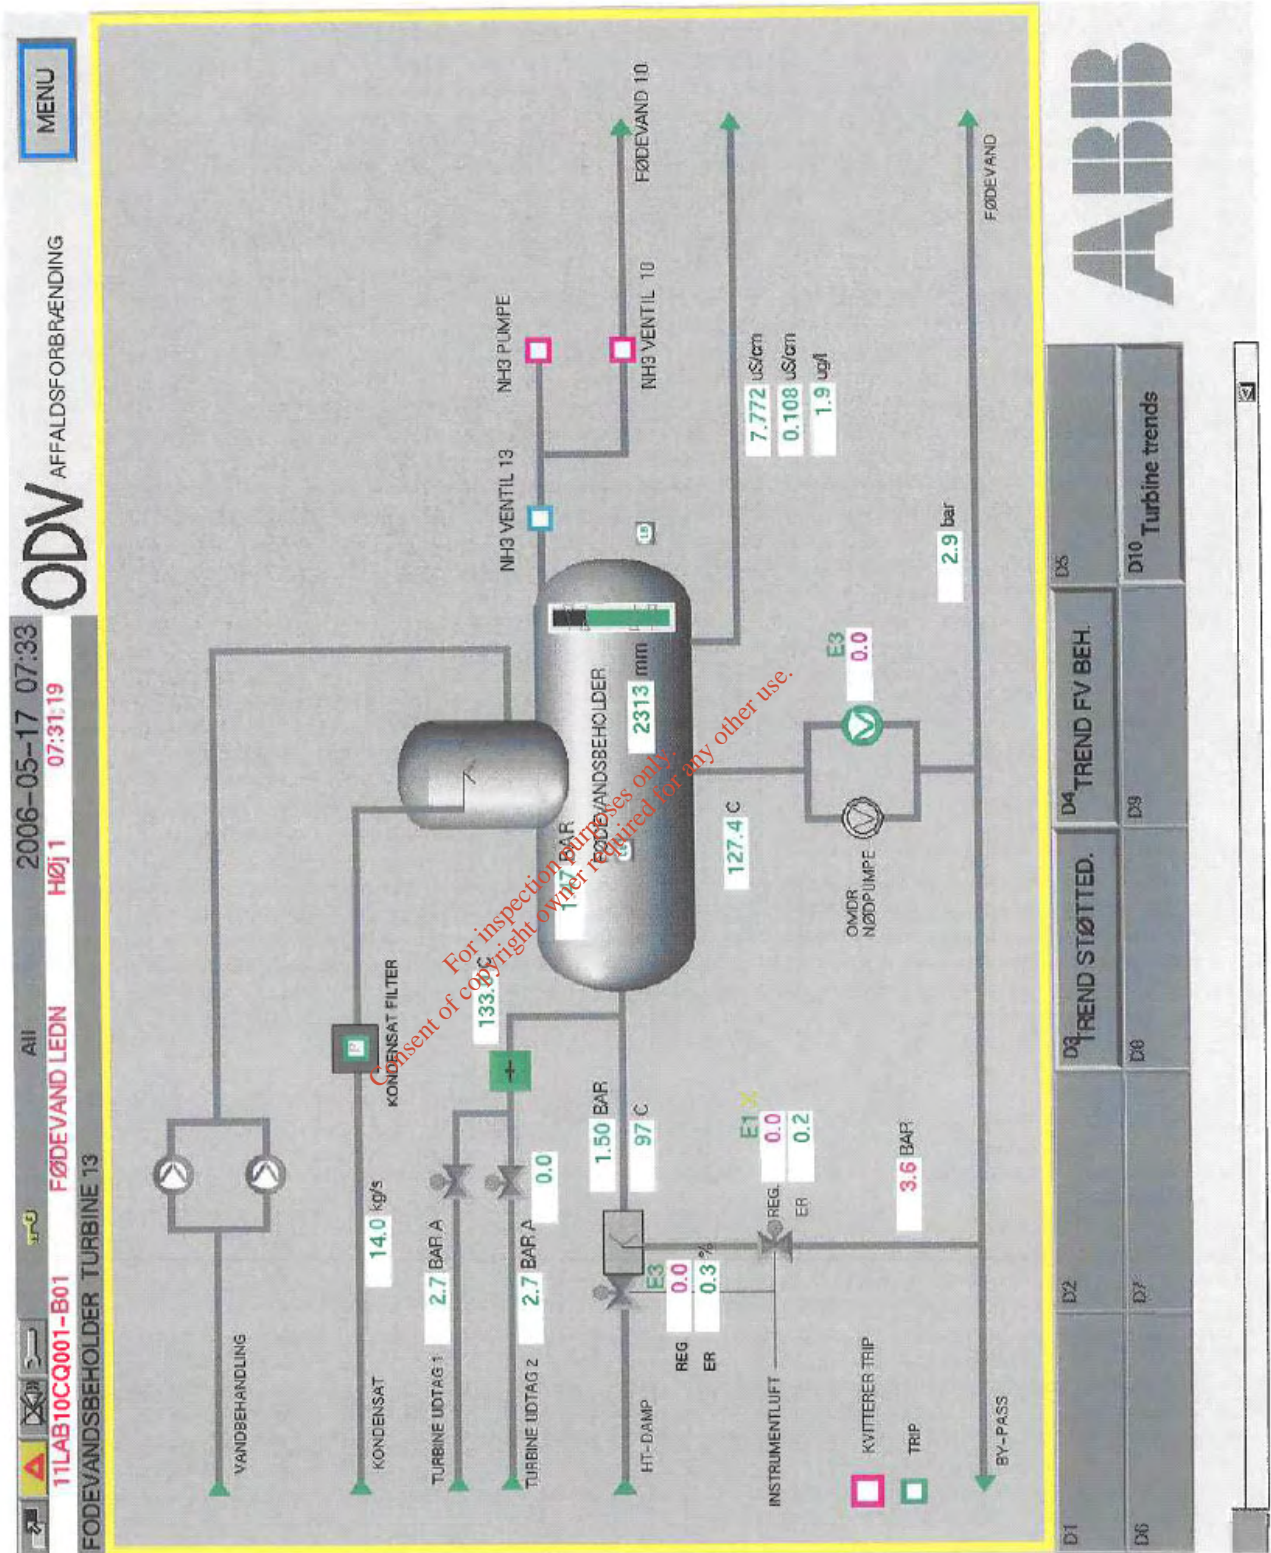 All
2006-05-17 07:33
11LAB10CQ001-B01
FØDEVAND LEDN
HØj 1
07:31:19
ODV
AFFALDSFORBRÆNDING
MENU
FODEVANDSBEHOLDER TURBINE 13
VANDBEHANDLING
KONDENSAT
14.0 kg/s
KONDENSAT FILTER
TURBINE UDTAG 1
2.7 BAR A
TURBINE UDTAG 2
2.7 BAR A
0.0
BAR
FØDEVANDSBEHOLDER
2313 mm
NH3 VENTIL 13
NH3 PUMPE
NH3 VENTIL 10
FØDEVAND 10
HT-DAMP
1.50 BAR
97 C
E3
REG 0.0
ER 0.3 %
127.4 C
7.772 uS/cm
0.108 uS/cm
1.9 ug/l
INSTRUMENTLUFT
E1
REG. 0.0
ER 0.2
OMDR
NØDPUMPE
E3
0.0
3.6 BAR
2.9 bar
KVITTERER TRIP
TRIP
BY-PASS
FØDEVAND
For inspection purposes only.
Consent of copyright owner required for any other use.
D1
D2
D3 TREND STØTTED.
D4 TREND FV BEH.
D5
D6
D7
D8
D9
D10 Turbine trends
ABB